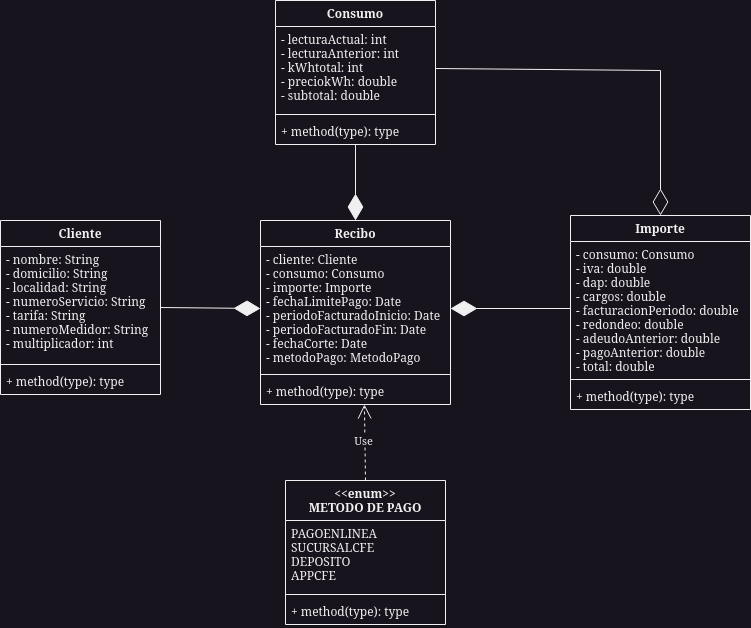 Consumo
- lecturaActual: int
- lecturaAnterior: int
- kWhtotal: int
- preciokWh: double
- subtotal: double
+ method(type): type
Cliente
- nombre: String
- domicilio: String
- localidad: String
- numeroServicio: String
- tarifa: String
- numeroMedidor: String
- multiplicador: int
+ method(type): type
Recibo
- cliente: Cliente
- consumo: Consumo
- importe: Importe
- fechaLimitePago: Date
- periodoFacturadoInicio: Date
- periodoFacturadoFin: Date
- fechaCorte: Date
- metodoPago: MetodoPago
+ method(type): type
Importe
- consumo: Consumo
- iva: double
- dap: double
- cargos: double
- facturacionPeriodo: double
- redondeo: double
- adeudoAnterior: double
- pagoAnterior: double
- total: double
+ method(type): type
Use
<<enum>>
METODO DE PAGO
PAGOENLINEA
SUCURSALCFE
DEPOSITO
APPCFE
+ method(type): type